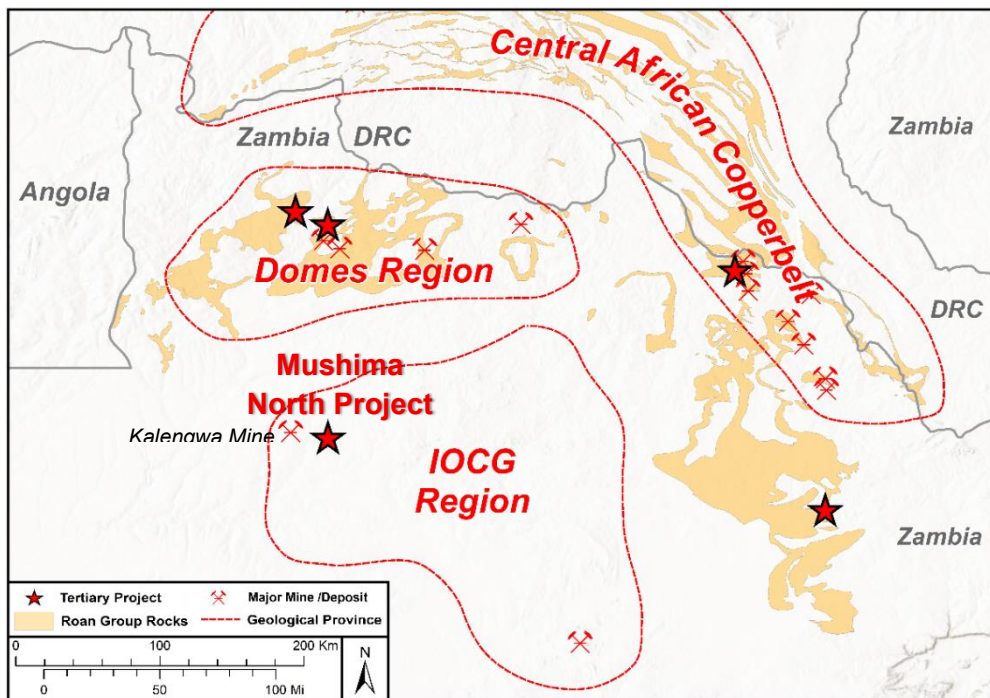 Central African Copperbelt
Zambia
DRC
Zambia
Angola
Domes Region
DRC
Mushima
North Project
Kalengwa Mine
IOCG
Region
Zambia
Tertiary Project
Major Mine /Deposit
Roan Group Rocks
Geological Province
0 100 200 Km
N
0 50 100 Mi